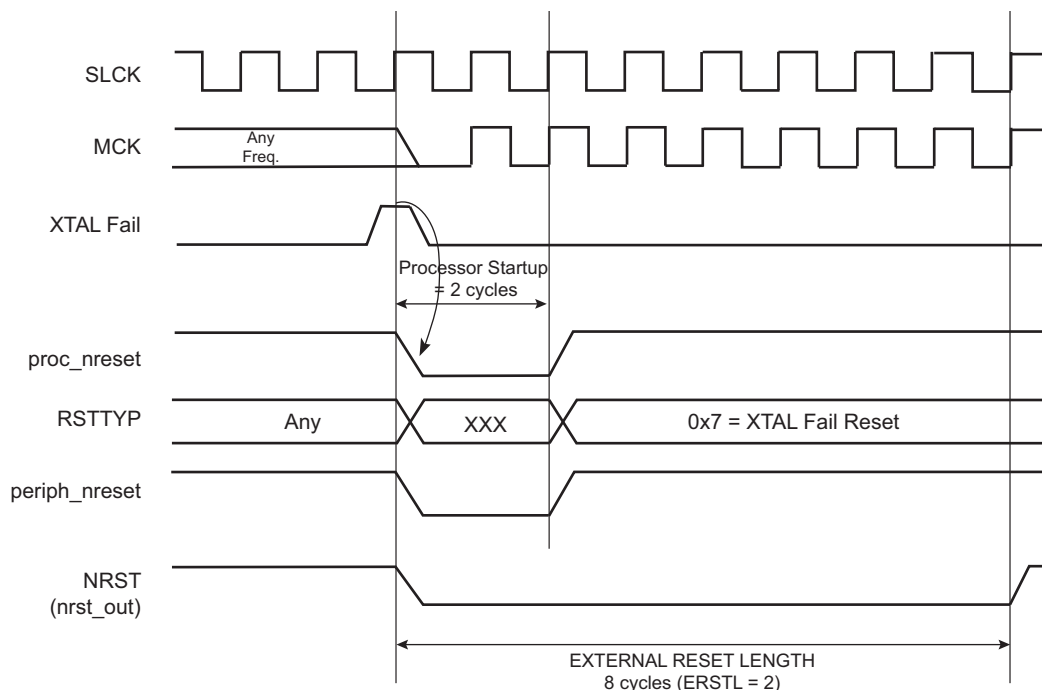 SLCK
MCK
Any
Freq.
XTAL Fail
Processor Startup
= 2 cycles
proc_nreset
RSTTYP
Any
XXX
0x7 = XTAL Fail Reset
periph_nreset
NRST
(nrst_out)
EXTERNAL RESET LENGTH
8 cycles (ERSTL = 2)